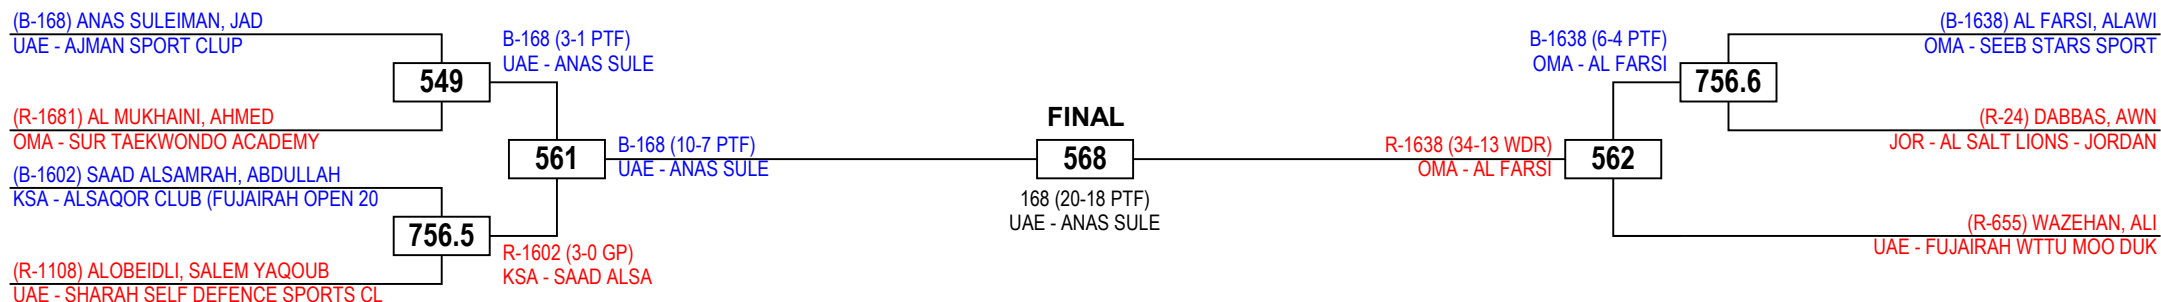 (B-168) ANAS SULEIMAN, JAD
UAE - AJMAN SPORT CLUP
549
(R-1681) AL MUKHAINI, AHMED
OMA - SUR TAEKWONDO ACADEMY
B-168 (3-1 PTF)
UAE - ANAS SULE
(B-1602) SAAD ALSAMRAH, ABDULLAH
KSA - ALSAQOR CLUB (FUJAIRAH OPEN 20
756.5
(R-1108) ALOBEIDLI, SALEM YAQOUB
UAE - SHARAH SELF DEFENCE SPORTS CL
R-1602 (3-0 GP)
KSA - SAAD ALSA
561
B-168 (10-7 PTF)
UAE - ANAS SULE
FINAL
568
168 (20-18 PTF)
UAE - ANAS SULE
R-1638 (34-13 WDR)
OMA - AL FARSI
562
B-1638 (6-4 PTF)
OMA - AL FARSI
756.6
(B-1638) AL FARSI, ALAWI
OMA - SEEB STARS SPORT
(R-24) DABBAS, AWN
JOR - AL SALT LIONS - JORDAN
(R-655) WAZEHAN, ALI
UAE - FUJAIRAH WTTU MOO DUK